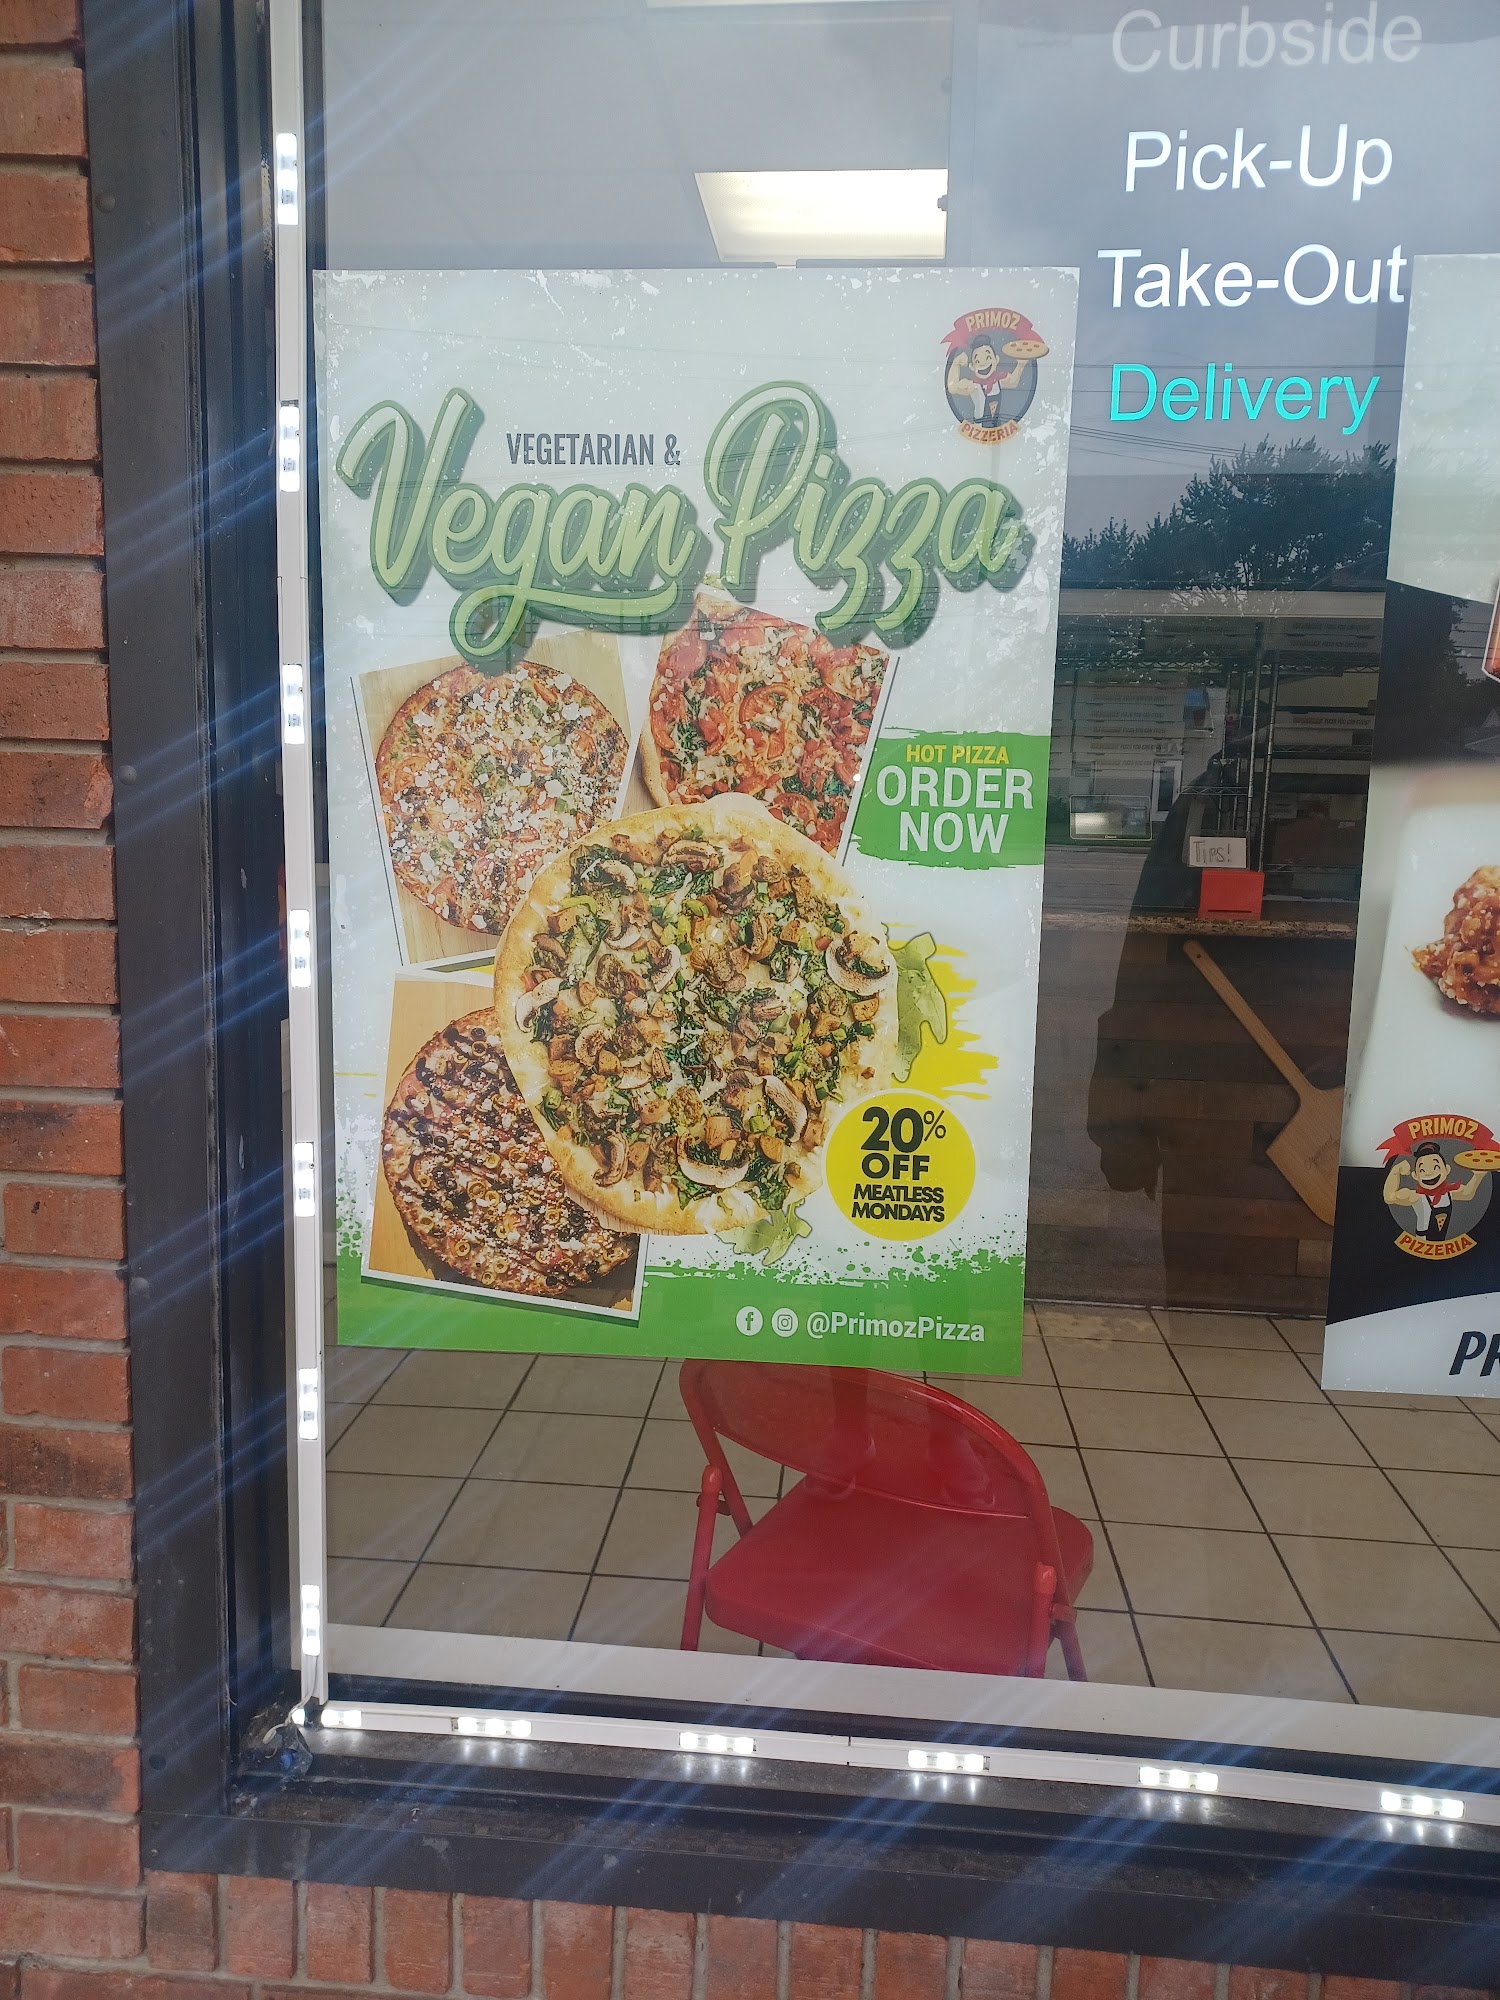 Curbside
Pick-Up
Take-Out
Delivery
PRIMOZ
PIZZERIA
VEGETARIAN &
Vegan Pizza
HOT PIZZA
ORDER
NOW
20%
OFF
MEATLESS
MONDAYS
@PrimozPizza
TIPS!
PRIMOZ
PIZZERIA